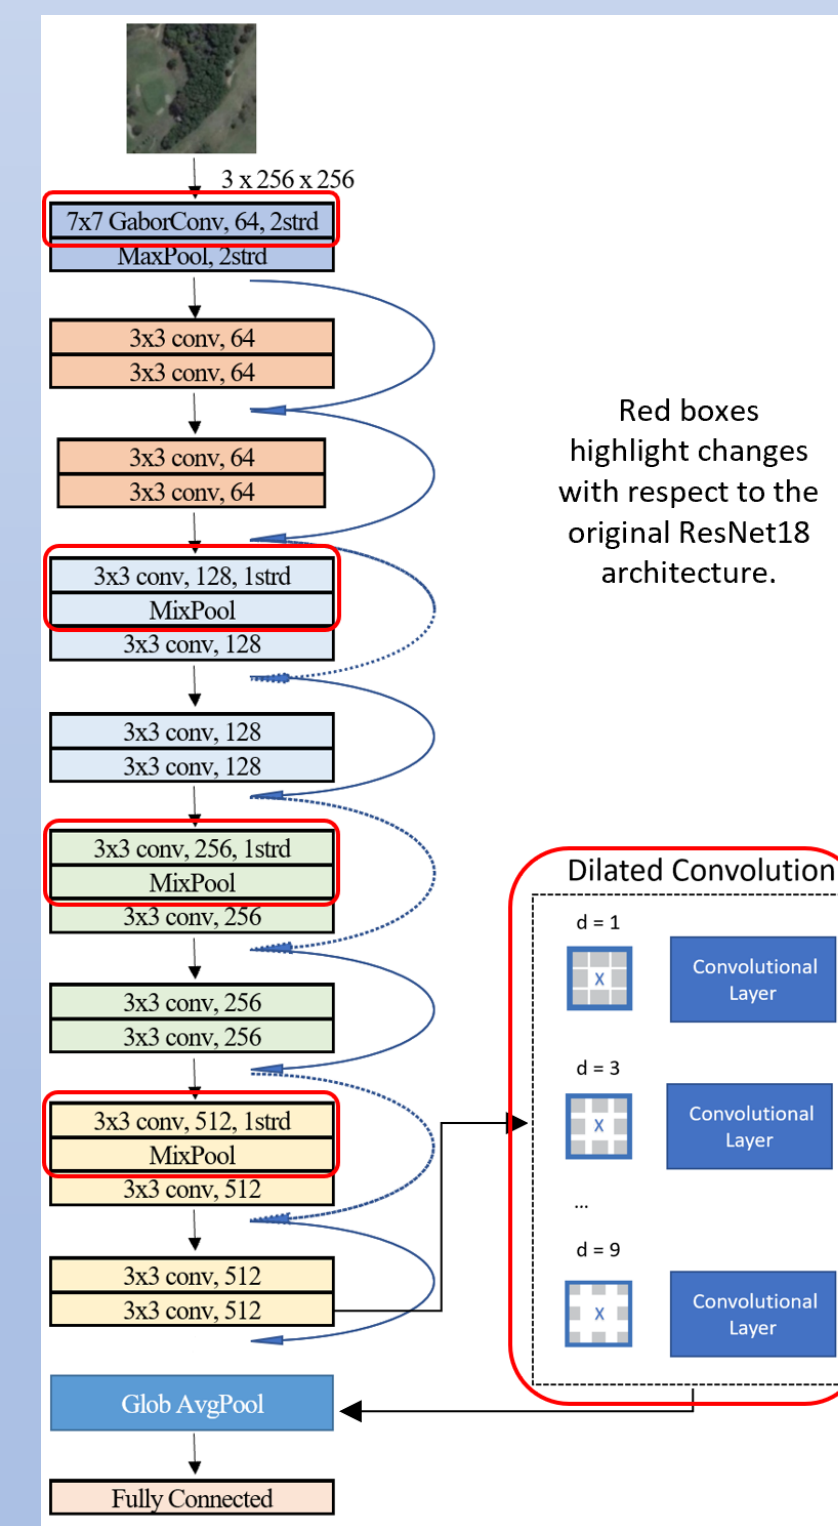 3 x 256 x 256
7x7 GaborConv, 64, 2strd
MaxPool, 2strd
3x3 conv, 64
3x3 conv, 64
3x3 conv, 64
3x3 conv, 64
3x3 conv, 128, 1strd
MixPool
3x3 conv, 128
3x3 conv, 128
3x3 conv, 128
3x3 conv, 256, 1strd
MixPool
3x3 conv, 256
3x3 conv, 256
3x3 conv, 256
3x3 conv, 512, 1strd
MixPool
3x3 conv, 512
3x3 conv, 512
3x3 conv, 512
Glob AvgPool
Fully Connected
Red boxes
highlight changes
with respect to the
original ResNet18
architecture.
Dilated Convolution
d = 1
X
Convolutional
Layer
d = 3
X
Convolutional
Layer
...
d = 9
X
Convolutional
Layer